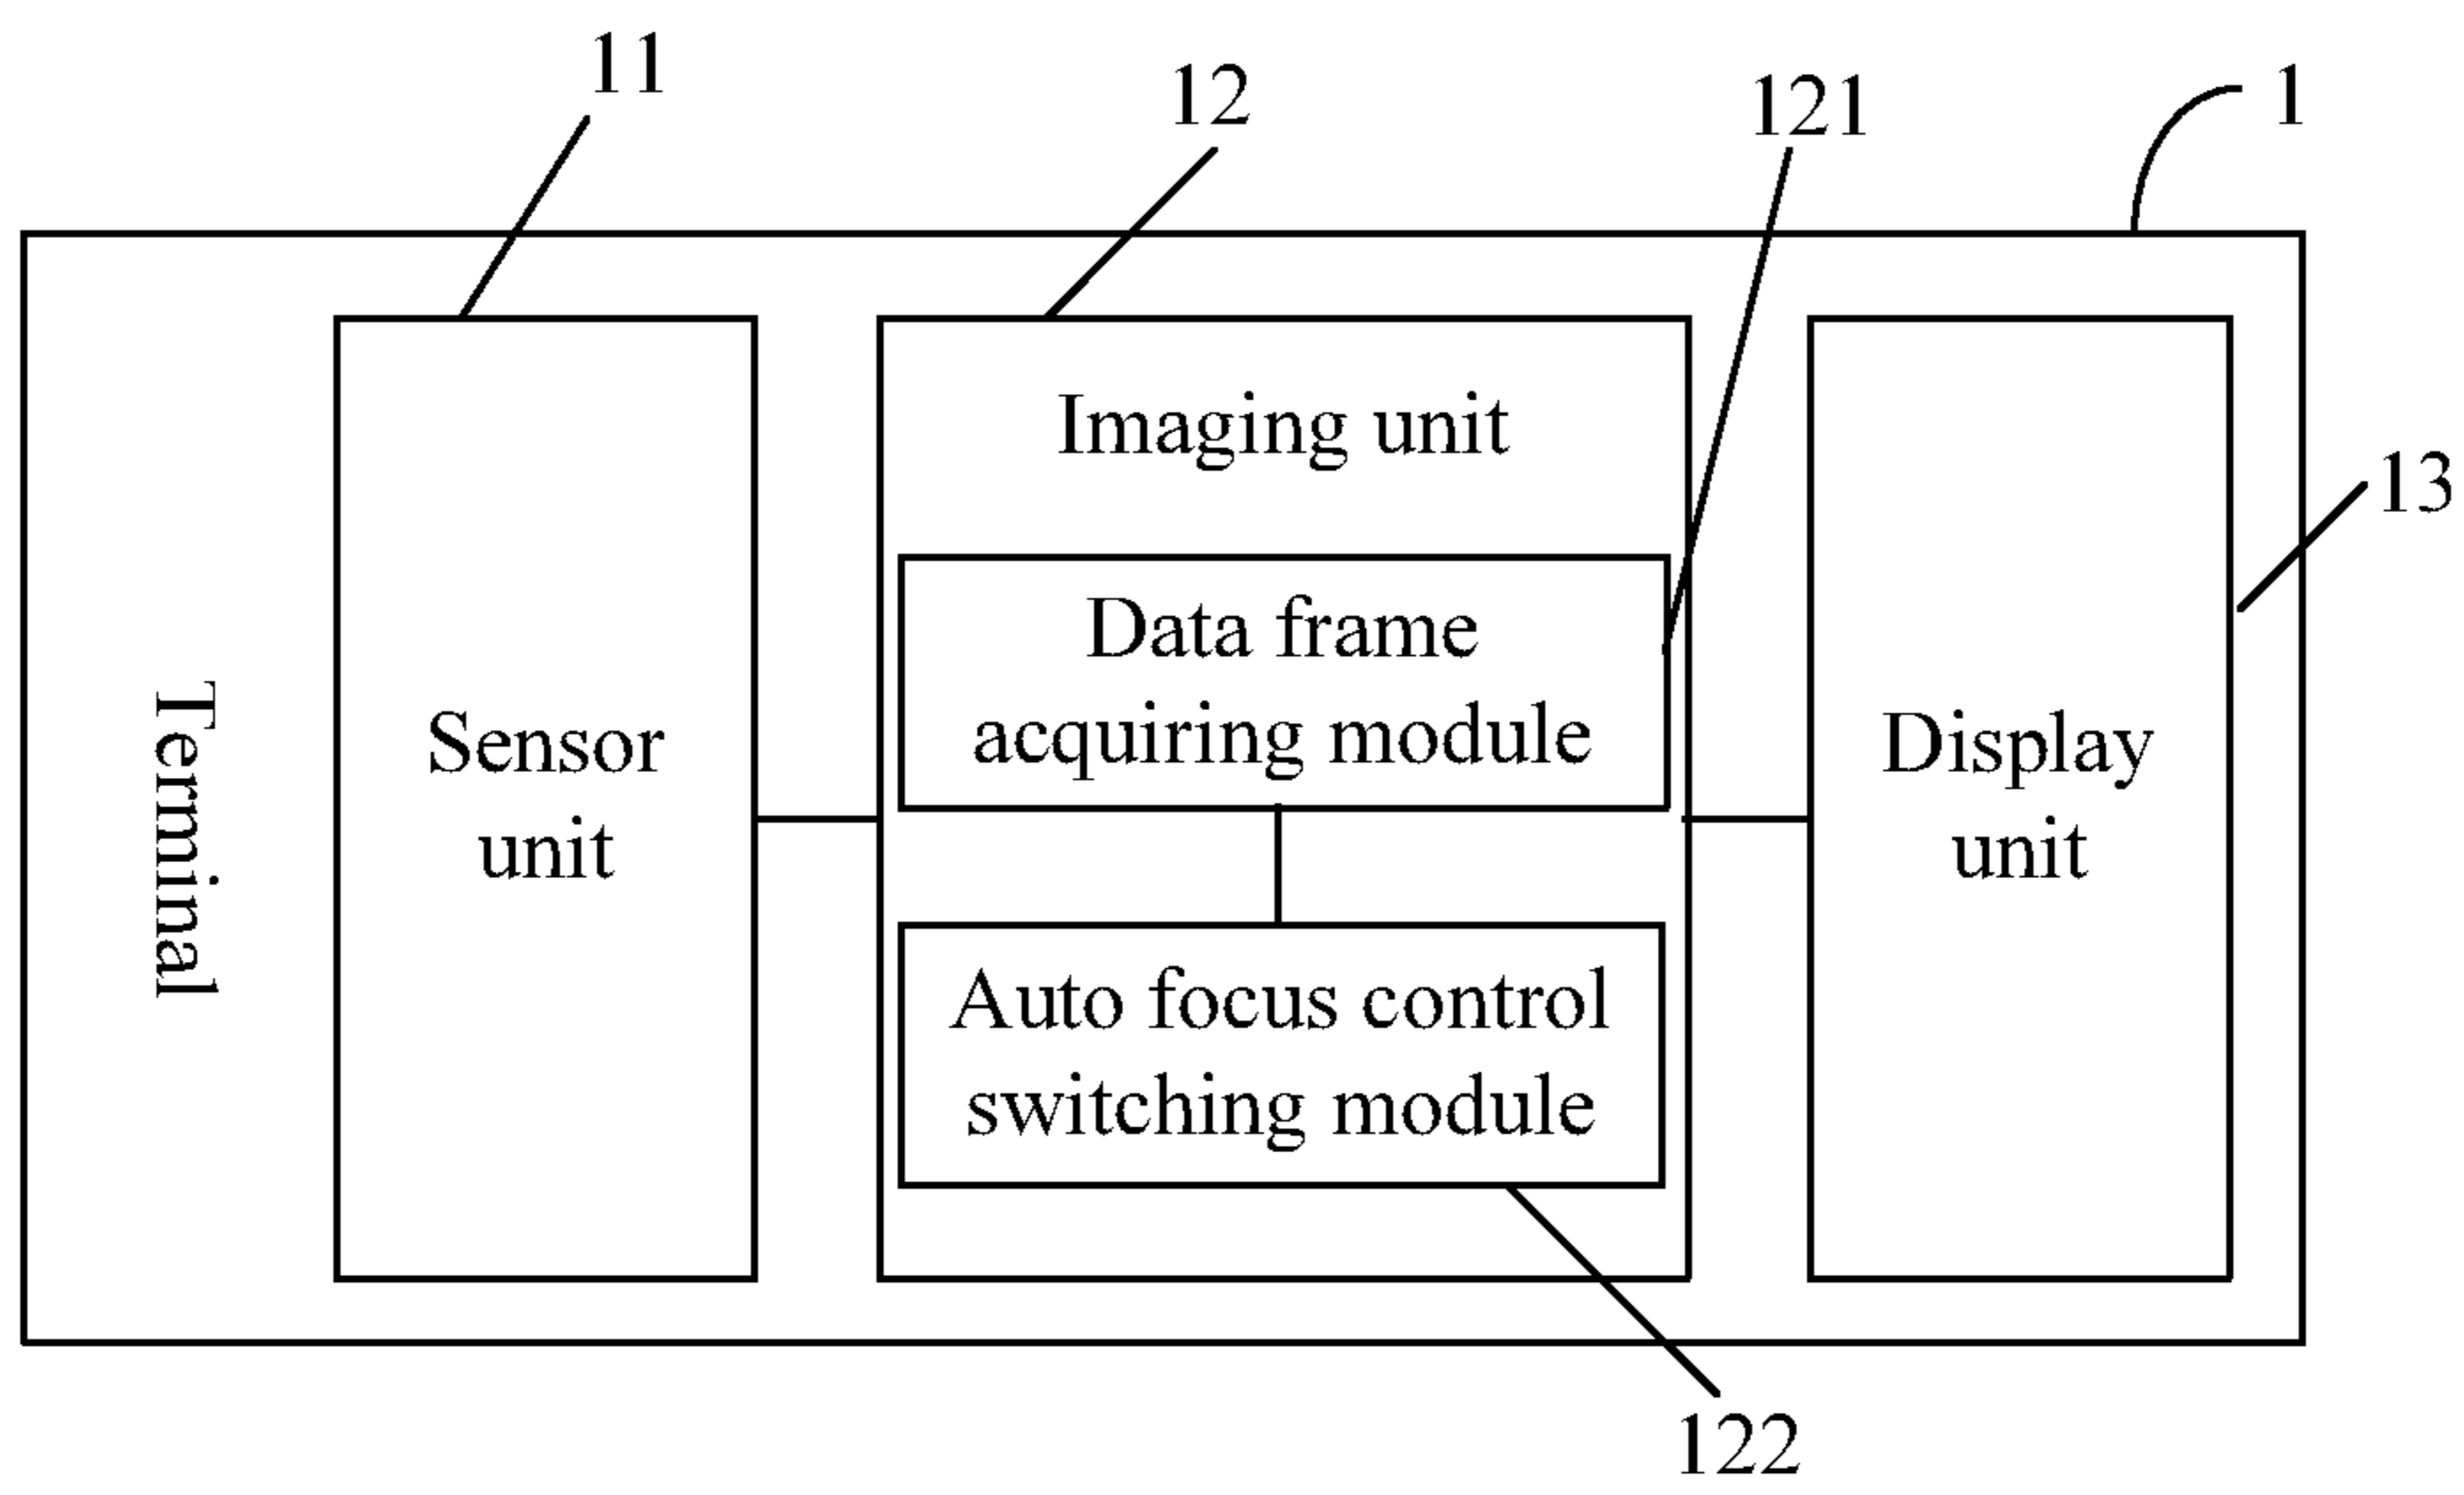 11
12
121
1
Imaging unit
13
Data frame
acquiring module
Terminal
Sensor
unit
Display
unit
Auto focus control
switching module
122